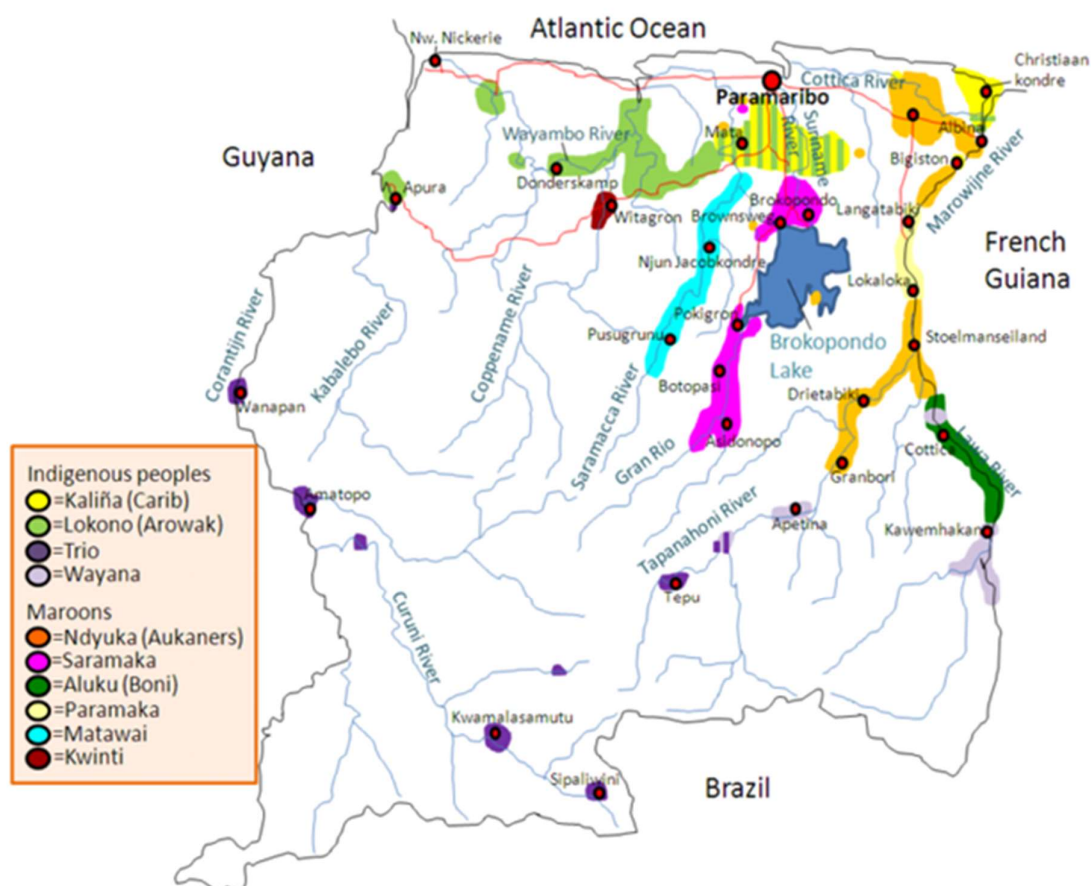 Atlantic Ocean
Nw. Nickerie
Christiaan
kondre
Cottica River
Paramaribo
Suriname
River
Mata
Albina
Wayambo River
Guyana
Bigiston
Marowijne River
Donderskamp
Apura
Brokopondo
Witagron
Brownsweg
Langatabiki
French
Guiana
Njun Jacobkondre
Lokaloka
Corantijn River
Kabalebo River
Coppename River
Pokigron
Pusugrunu
Stoelmanseiland
Brokopondo
Lake
Saramacca River
Botopasi
Drietabiki
Wanapan
Gran Rio
Asidonopo
Cottica
Lawa River
Granbori
Indigenous peoples
=Kaliña (Carib)
=Lokono (Arowak)
=Trio
=Wayana
Maroons
=Ndyuka (Aukaners)
=Saramaka
=Aluku (Boni)
=Paramaka
=Matawai
=Kwinti
Amatopo
Tapanahoni River
Apetina
Kawemhakan
Tepu
Curuni River
Kwamalasamutu
Sipaliwini
Brazil